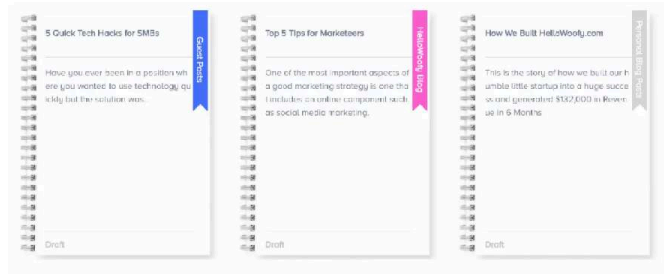 5 Quick Tech Hacks for SMBs
Guest Posts
Have you ever been in a position wh
ere you wanted to use technology qu
ickly but the solution was.
Draft
Top 5 Tips for Marketeers
HelloWoofy Blog
One of the most important aspects of
a good marketing strategy is one tha
t includes an online component such
as social media marketing.
Draft
How We Built HelloWoofy.com
Personal Blog Posts
This is the story of how we built our h
umble little startup into a huge succe
ss and generated $132,000 in Reven
ue in 6 Months
Draft